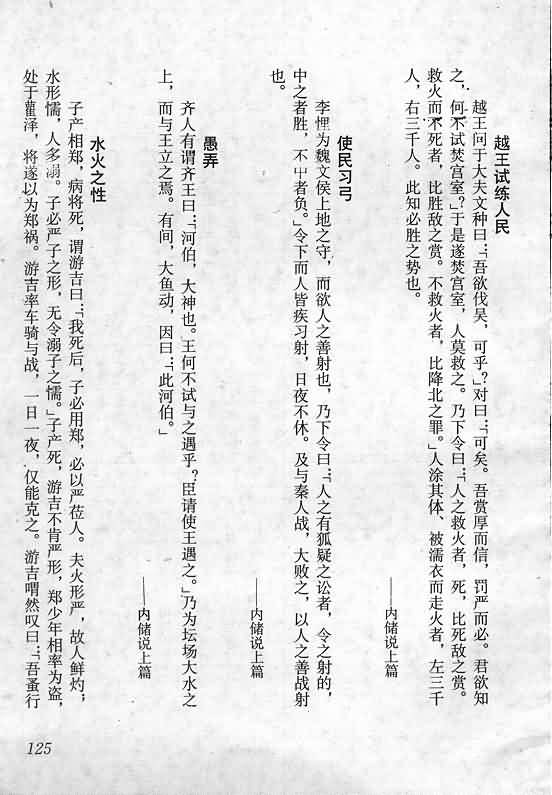 越王试练人民
越王问于大夫文种曰：「吾欲伐吴，可乎？」对曰：「可矣。吾赏厚而信，罚严而必。君欲知
之，何不试焚宫室？」于是遂焚宫室，人莫救之。乃下令曰：「人之救火者，死，比死敌之赏。
救火而不死者，比胜敌之赏。不救火者，比降北之罪。」人涂其体、被濡衣而走火者，左三千
人，右三千人。此知必胜之势也。
——内储说上篇
使民习弓
李悝为魏文侯上地之守，而欲人之善射也，乃下令曰：「人之有狐疑之讼者，令之射的，
中之者胜，不中者负。」令下而人皆疾习射，日夜不休。及与秦人战，大败之，以人之善战射
也。
——内储说上篇
愚弄
齐人有谓齐王曰：「河伯，大神也。王何不试与之遇乎？臣请使王遇之。」乃为坛场大水之
上，而与王立之焉。有间，大鱼动，因曰：「此河伯。」
——内储说上篇
水火之性
子产相郑，病将死，谓游吉曰：「我死后，子必用郑，必以严莅人。夫火形严，故人鲜灼；
水形懦，人多溺。子必严子之形，无令溺子之懦。」子产死，游吉不肯严形，郑少年相率为盗，
处于雚泽，将遂以为郑祸。游吉率车骑与战，一日一夜，仅能克之。游吉喟然叹曰：「吾蚤行
125